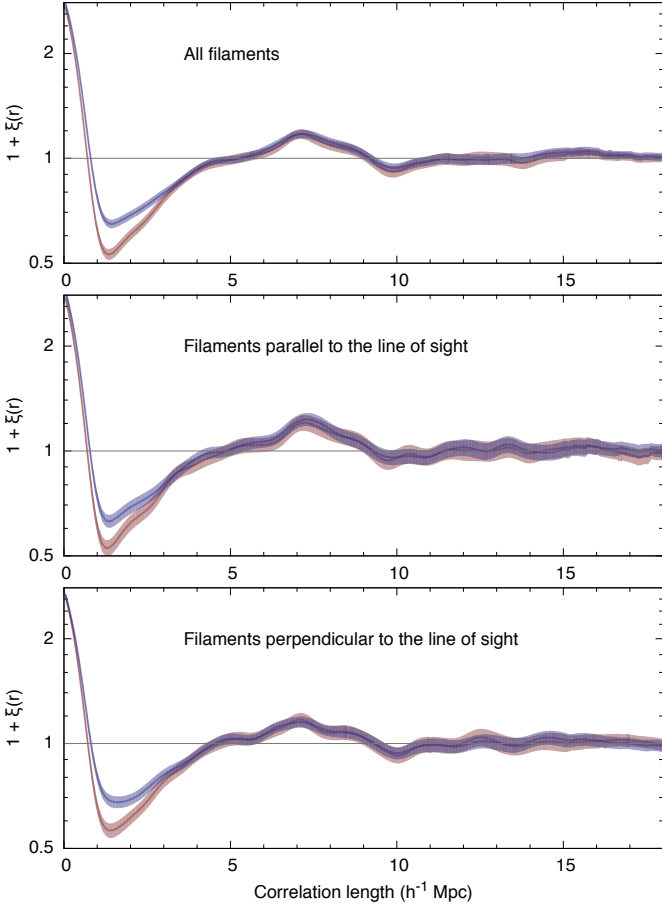 2
All filaments
1 + ξ(r)
1
0.5
0 5 10 15
2
Filaments parallel to the line of sight
1 + ξ(r)
1
0.5
0 5 10 15
2
Filaments perpendicular to the line of sight
1 + ξ(r)
1
0.5
0 5 10 15
Correlation length (h⁻¹ Mpc)